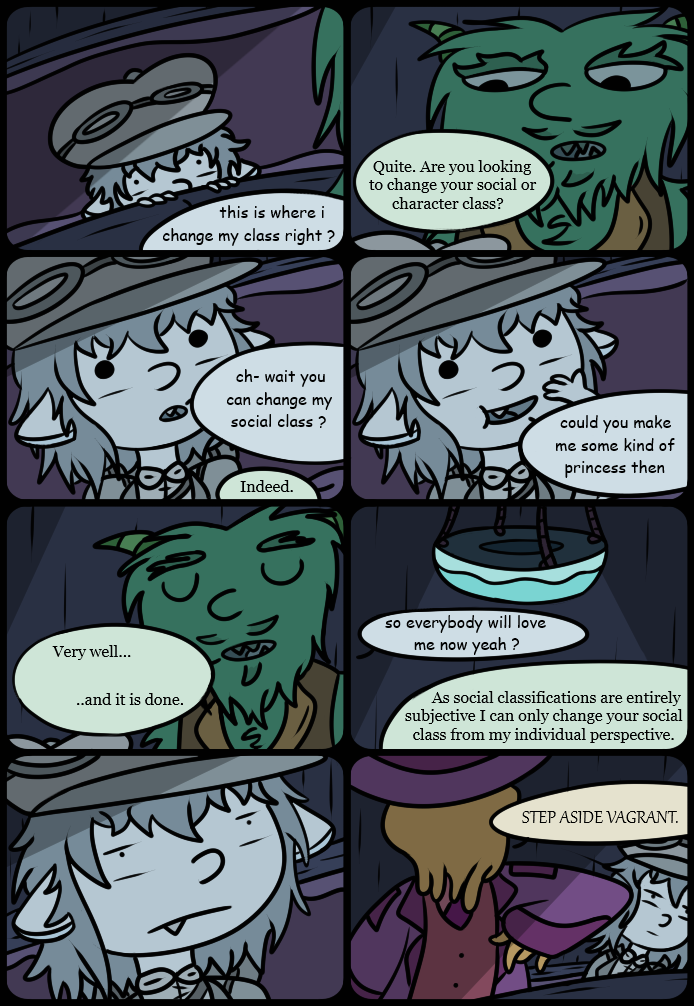 this is where i
change my class right ?
Quite. Are you looking
to change your social or
character class?
ch- wait you
can change my
social class ?
Indeed.
could you make
me some kind of
princess then
Very well...
..and it is done.
so everybody will love
me now yeah ?
As social classifications are entirely
subjective I can only change your social
class from my individual perspective.
STEP ASIDE VAGRANT.